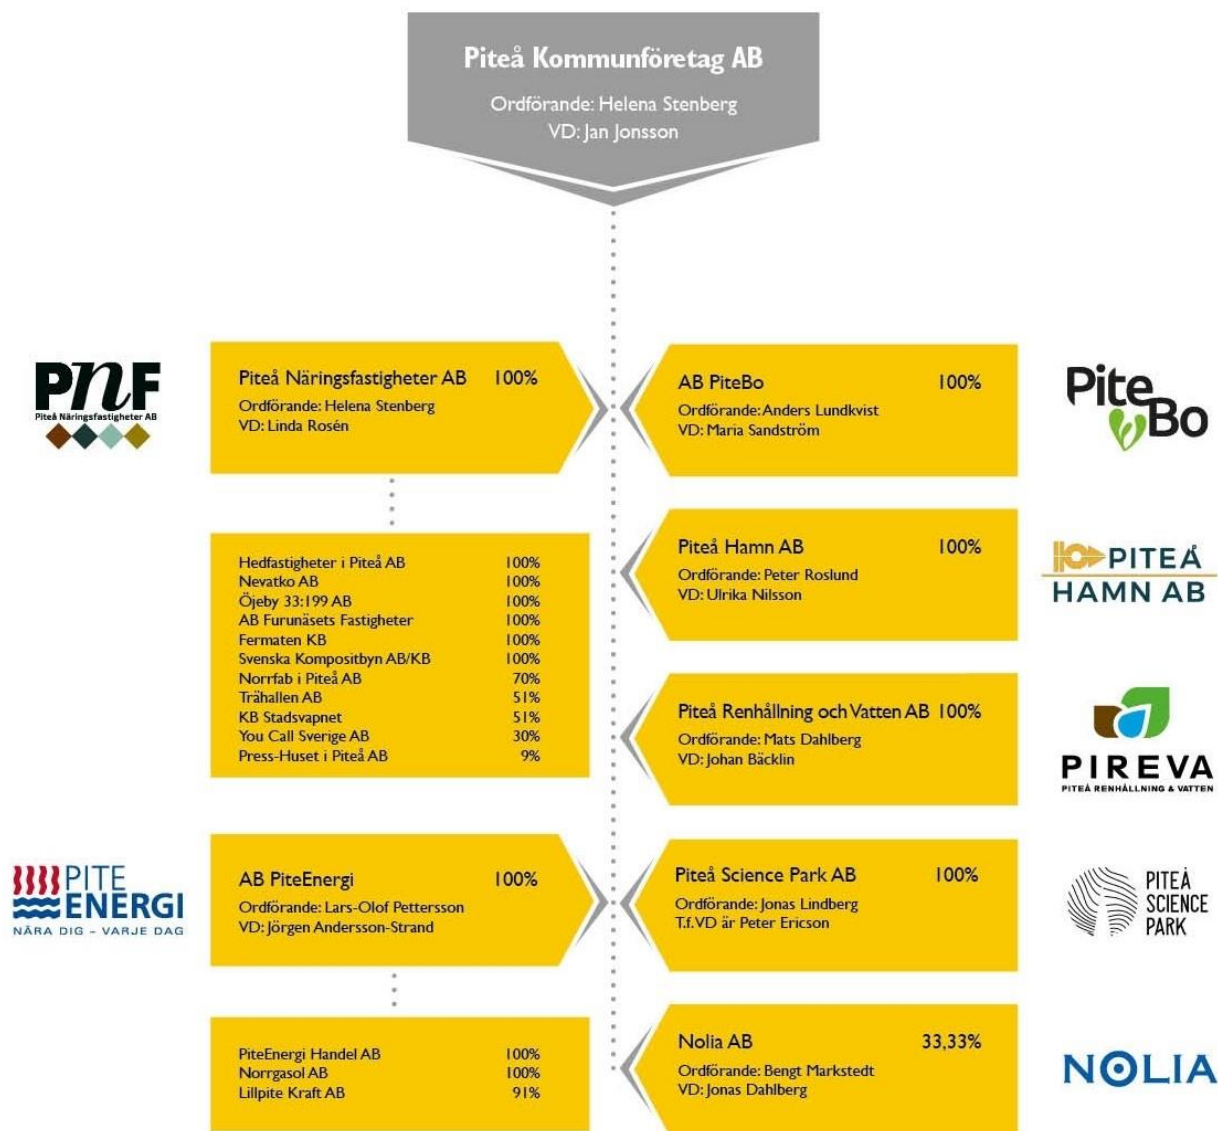 Piteå Kommunföretag AB
Ordförande: Helena Stenberg
VD: Jan Jonsson
PnF
Piteå Näringsfastigheter AB
Piteå Näringsfastigheter AB 100%
Ordförande: Helena Stenberg
VD: Linda Rosén
Hedfastigheter i Piteå AB 100%
Nevatko AB 100%
Öjeby 33:199 AB 100%
AB Furunäsets Fastigheter 100%
Fermaten KB 100%
Svenska Kompositbyn AB/KB 100%
Norrfab i Piteå AB 70%
Trähallen AB 51%
KB Stadsvapnet 51%
You Call Sverige AB 30%
Press-Huset i Piteå AB 9%
PITE
ENERGI
NÄRA DIG – VARJE DAG
AB PiteEnergi 100%
Ordförande: Lars-Olof Pettersson
VD: Jörgen Andersson-Strand
PiteEnergi Handel AB 100%
Norrgasol AB 100%
Lillpite Kraft AB 91%
AB PiteBo 100%
Ordförande: Anders Lundkvist
VD: Maria Sandström
Pite
Bo
Piteå Hamn AB 100%
Ordförande: Peter Roslund
VD: Ulrika Nilsson
PITEÅ
HAMN AB
Piteå Renhållning och Vatten AB 100%
Ordförande: Mats Dahlberg
VD: Johan Bäcklin
PIREVA
PITEÅ RENHÅLLNING & VATTEN
Piteå Science Park AB 100%
Ordförande: Jonas Lindberg
T.f. VD är Peter Ericson
PITEÅ
SCIENCE
PARK
Nolia AB 33,33%
Ordförande: Bengt Markstedt
VD: Jonas Dahlberg
NOLIA